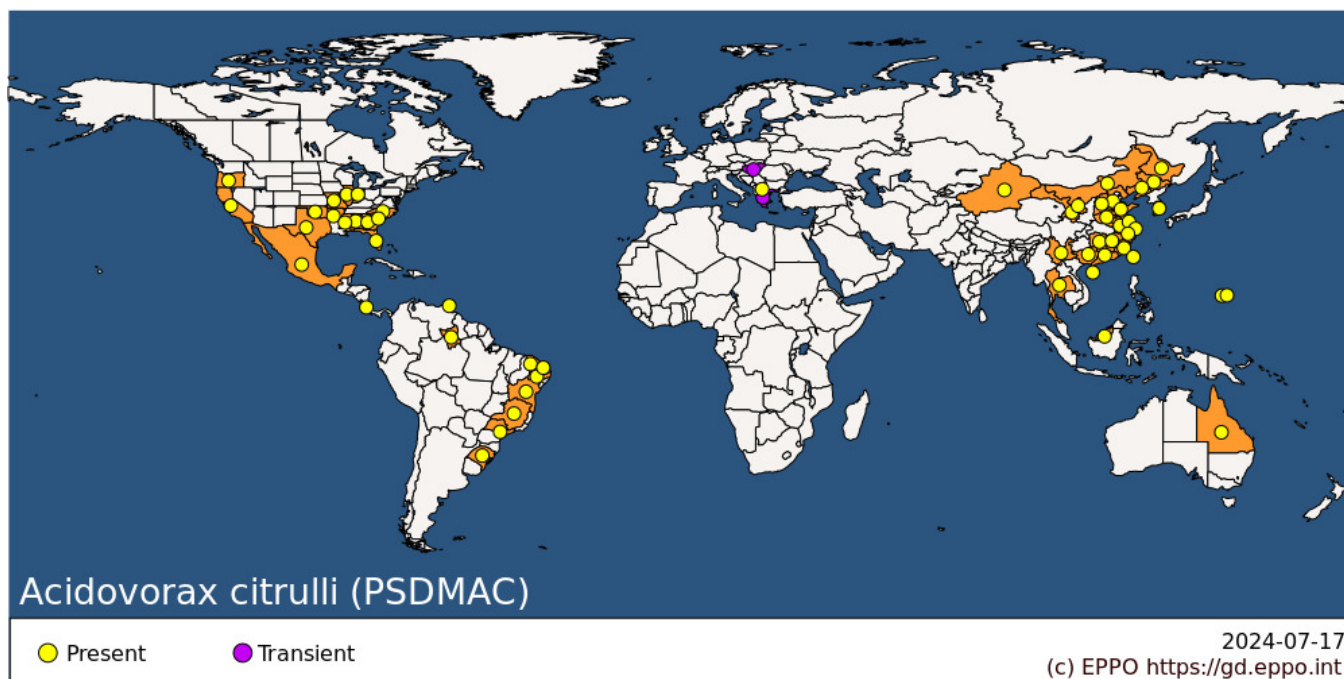 Acidovorax citrulli (PSDMAC)
Present
Transient
2024-07-17
(c) EPPO https://gd.eppo.int